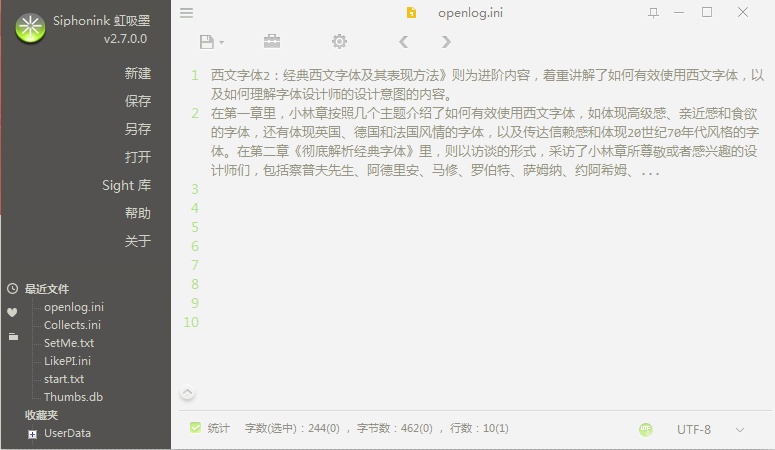 Siphonink 虹吸墨
v2.7.0.0
新建
保存
另存
打开
Sight 库
帮助
关于
最近文件
openlog.ini
Collects.ini
SetMe.txt
LikePI.ini
start.txt
Thumbs.db
收藏夹
UserData
openlog.ini
1 西文字体2：经典西文字体及其表现方法》则为进阶内容，着重讲解了如何有效使用西文字体，以
及如何理解字体设计师的设计意图的内容。
2 在第一章里，小林章按照几个主题介绍了如何有效使用西文字体，如体现高级感、亲近感和食欲
的字体，还有体现英国、德国和法国风情的字体，以及传达信赖感和体现20世纪70年代风格的字
体。在第二章《彻底解析经典字体》里，则以访谈的形式，采访了小林章所尊敬或者感兴趣的设
计师们，包括察普夫先生、阿德里安、马修、罗伯特、萨姆纳、约阿希姆、...
3
4
5
6
7
8
9
10
统计 字数(选中)：244(0) ，字节数：462(0) ，行数：10(1)
UTF UTF-8